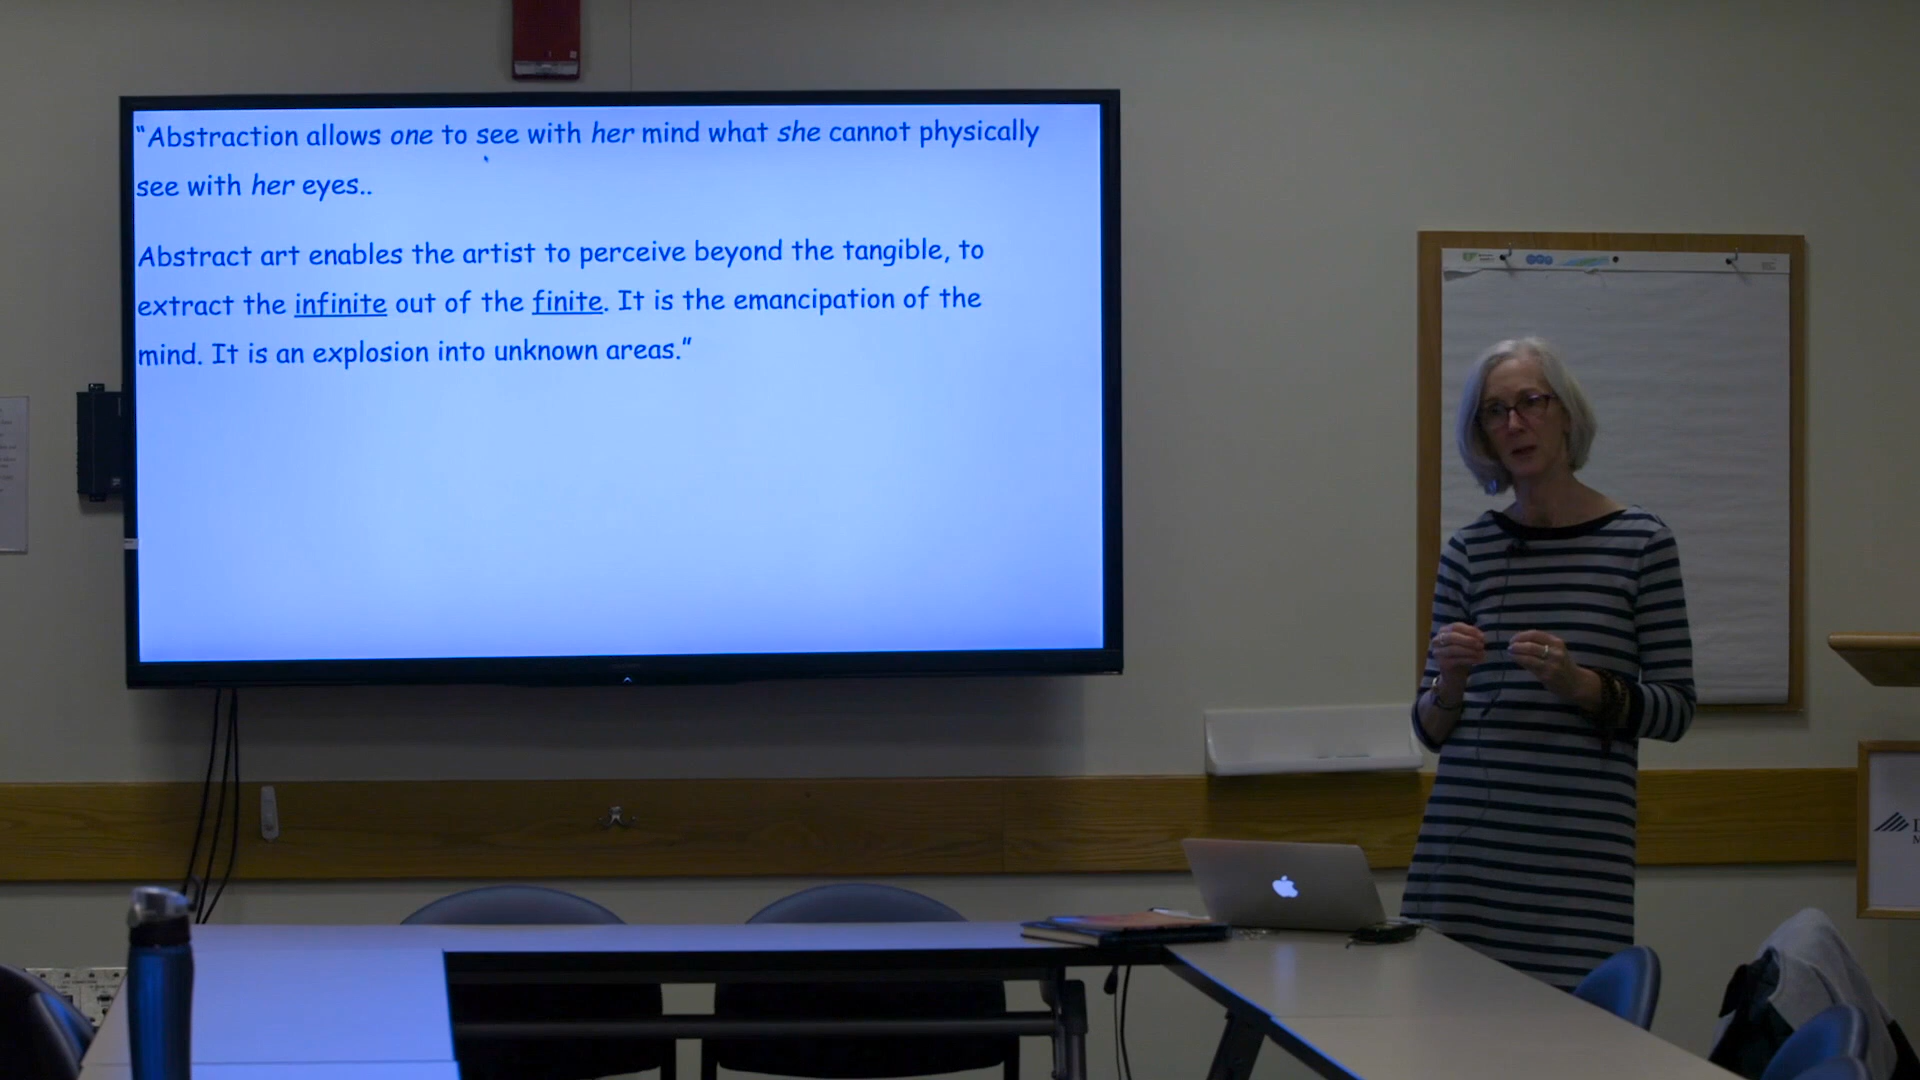 “Abstraction allows one to see with her mind what she cannot physically
see with her eyes..
Abstract art enables the artist to perceive beyond the tangible, to
extract the infinite out of the finite. It is the emancipation of the
mind. It is an explosion into unknown areas.”